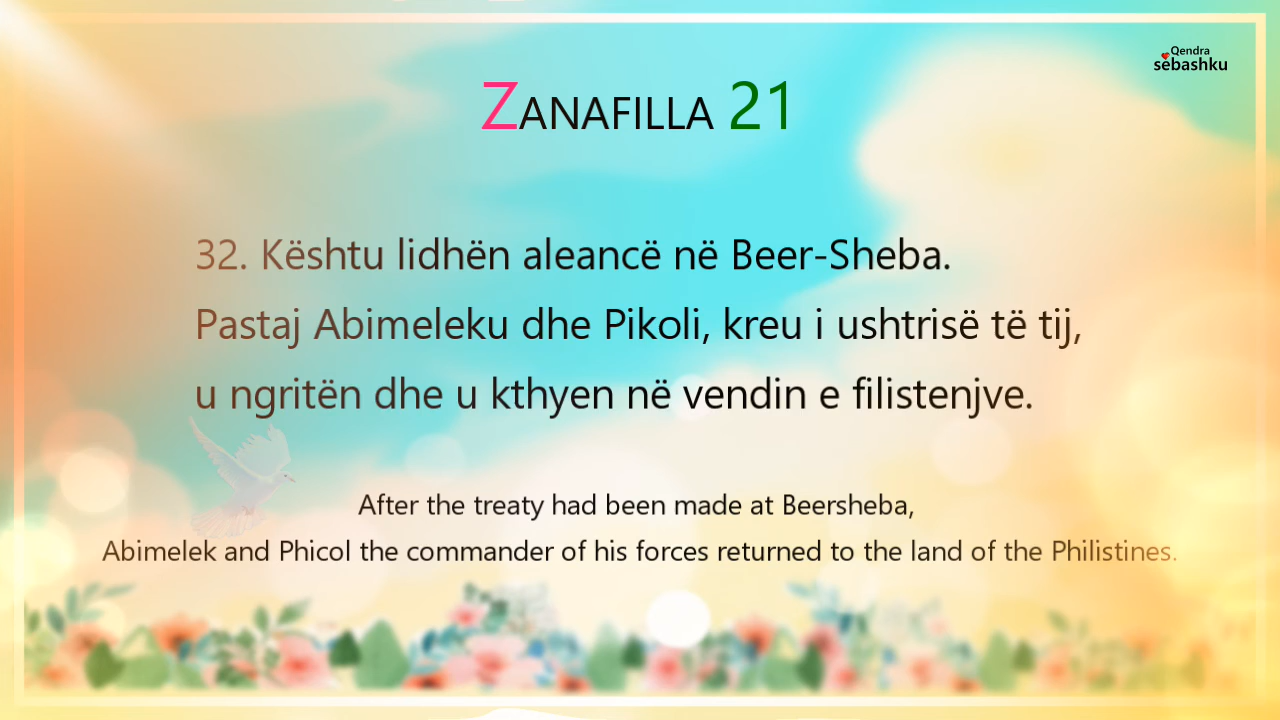 Qendra
sëbashku
ZANAFILLA 21
32. Kështu lidhën aleancë në Beer-Sheba.
Pastaj Abimeleku dhe Pikoli, kreu i ushtrisë të tij,
u ngritën dhe u kthyen në vendin e filistenjve.
After the treaty had been made at Beersheba,
Abimelek and Phicol the commander of his forces returned to the land of the Philistines.